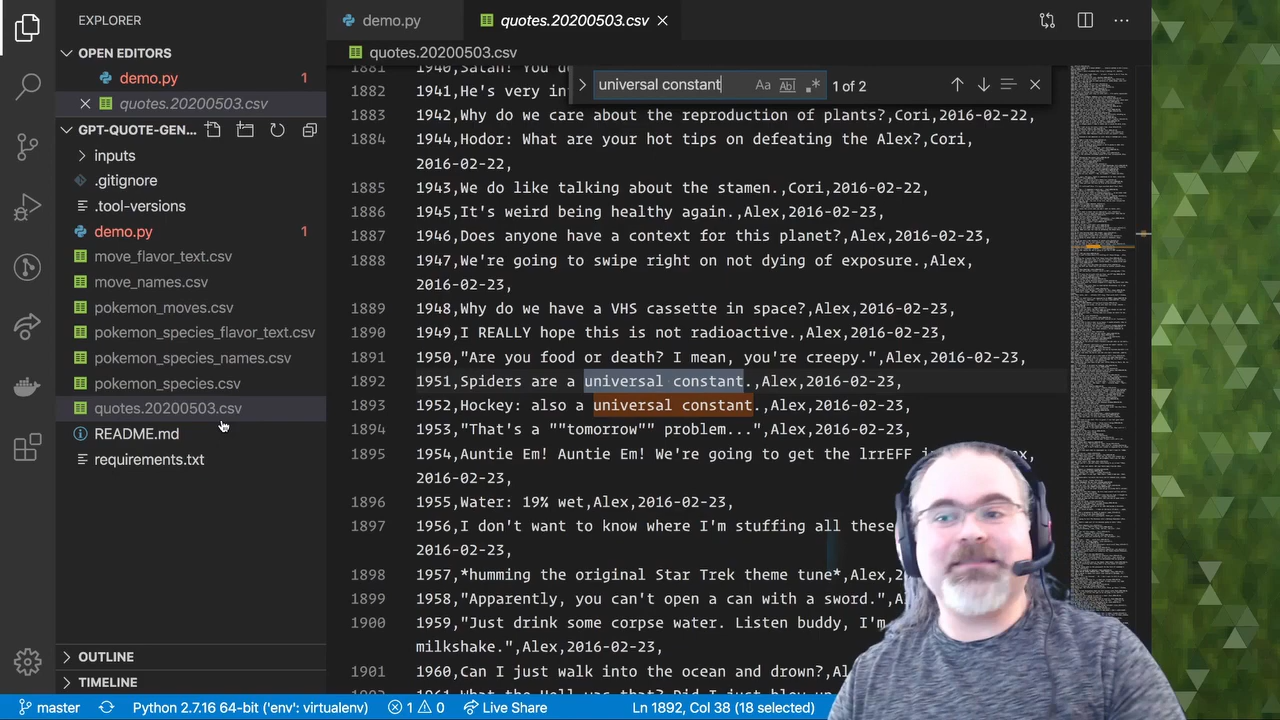 EXPLORER
demo.py
quotes.20200503.csv
OPEN EDITORS
demo.py 1
quotes.20200503.csv
GPT-QUOTE-GEN...
inputs
.gitignore
.tool-versions
demo.py 1
move_flavor_text.csv
move_names.csv
pokemon_moves.csv
pokemon_species_flavor_text.csv
pokemon_species_names.csv
pokemon_species.csv
quotes.20200503.csv
README.md
requirements.txt
OUTLINE
TIMELINE
quotes.20200503.csv
universal constant Aa Abl .* 1 of 2
1881 1940,Satan! You
1941,He's very in
1883 1942,Why do we care about the reproduction of plants?,Cori,2016-02-22,
1884 1944,Hodor. What are your hot tips on defeating the Alex?,Cori,
2016-02-22,
1885 1943,We do like talking about the stamen.,Cori,2016-02-22,
1886 1945,It's weird being healthy again.,Alex,2016-02-23,
1946,Does anyone have a context for this planet?,Alex,2016-02-23,
1947,We're going to swipe right on not dying of exposure.,Alex,
2016-02-23,
1948,Why do we have a VHS cassette in space?,Alex,2016-02-23,
1949,I REALLY hope this is not radioactive.,Alex,2016-02-23,
1950,"Are you food or death? I mean, you're creepy.",Alex,2016-02-23,
1892 1951,Spiders are a universal constant.,Alex,2016-02-23,
1893 1952,Hockey: also a universal constant.,Alex,2016-02-23,
1953,"That's a ""tomorrow"" problem...",Alex,2016-02-23,
1954,Auntie Em! Auntie Em! We're going to get the lrrEFF
2016-02-23,
1955,Water: 19% wet,Alex,2016-02-23,
1956,I don't want to know where I'm stuffing all these
2016-02-23,
1898 1957,*humming the original Star Trek theme tune*
1899 1958,"Apparently, you can't open a can with a sword.",
1900 1959,"Just drink some corpse water. Listen buddy, I'm
milkshake.",Alex,2016-02-23,
1901 1960,Can I just walk into the ocean and drown?,
1961,What the Hell was that? Did I just blow up
master Python 2.7.16 64-bit ('env': virtualenv) 1 0 Live Share Ln 1892, Col 38 (18 selected)